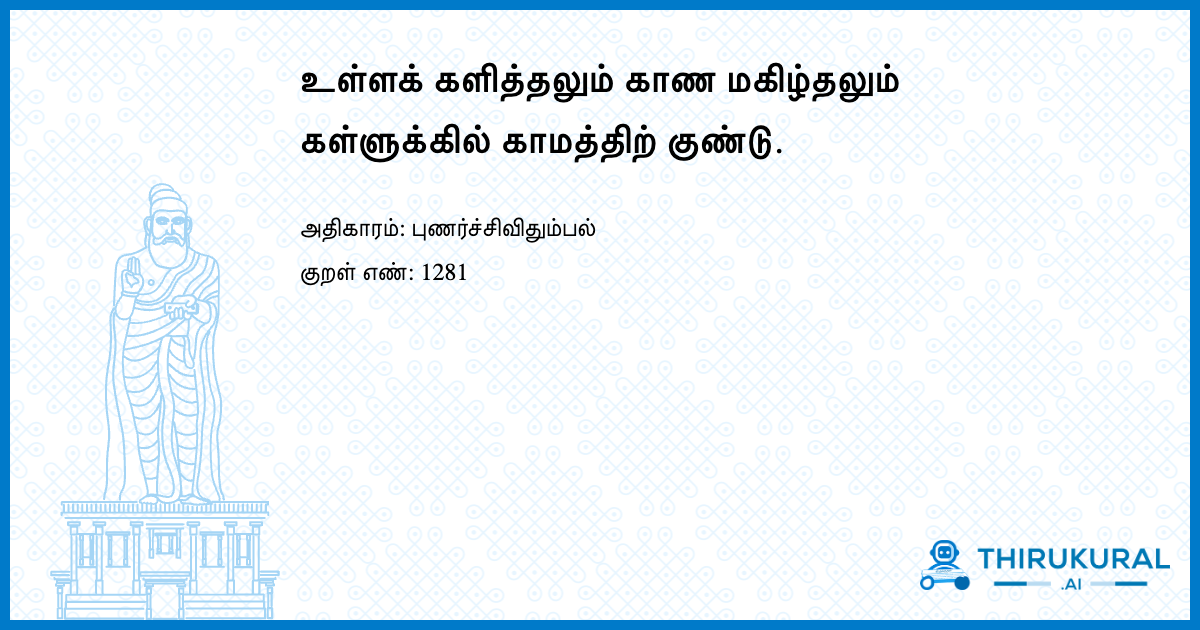 உள்ளக் களித்தலும் காண மகிழ்தலும்
கள்ளுக்கில் காமத்திற் குண்டு.
அதிகாரம்: புணர்ச்சிவிதும்பல்
குறள் எண்: 1281
THIRUKURAL
.AI